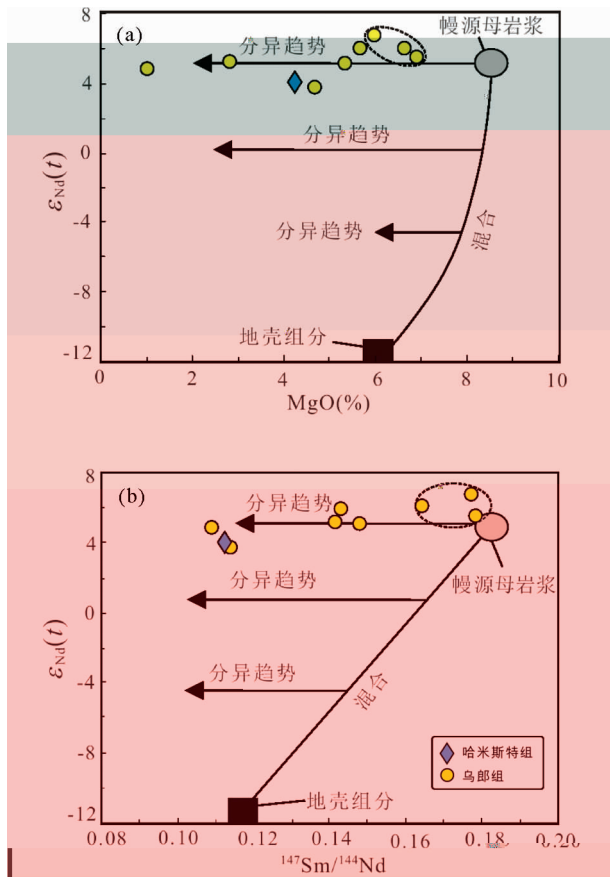 (a)
8
4
0
-4
-8
-12
εNd(t)
分异趋势
幔源母岩浆
分异趋势
分异趋势
混合
地壳组分
0 2 4 6 8 10
MgO(%)
(b)
8
4
0
-4
-8
-12
εNd(t)
分异趋势
幔源母岩浆
分异趋势
分异趋势
混合
地壳组分
哈米斯特组
乌郎组
0.08 0.10 0.12 0.14 0.16 0.18 0.20
¹⁴⁷Sm/¹⁴⁴Nd